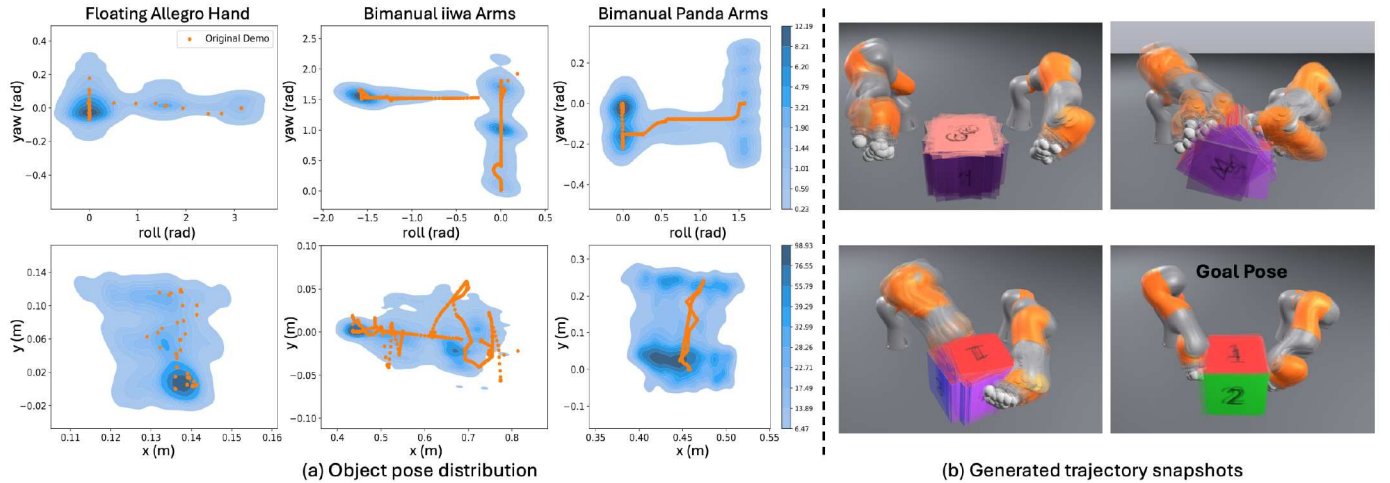 Floating Allegro Hand
Bimanual iiwa Arms
Bimanual Panda Arms
Original Demo
yaw (rad)
0.4
0.2
0.0
−0.2
−0.4
0 1 2 3
roll (rad)
yaw (rad)
2.5
2.0
1.5
1.0
0.5
0.0
−2.0 −1.5 −1.0 −0.5 0.0 0.5
roll (rad)
yaw (rad)
0.2
0.0
−0.2
−0.4
0.0 0.5 1.0 1.5
roll (rad)
12.19
8.21
6.20
4.79
3.66
2.67
1.90
1.44
1.01
0.59
0.23
y (m)
0.14
0.10
0.06
0.02
−0.02
0.11 0.12 0.13 0.14 0.15 0.16
x (m)
y (m)
0.10
0.05
0.00
−0.05
−0.10
0.4 0.5 0.6 0.7 0.8
x (m)
y (m)
0.3
0.2
0.1
0.0
−0.1
0.35 0.45 0.50 0.55
x (m)
98.93
76.55
55.79
39.29
32.99
28.26
22.71
17.49
13.89
6.47
(a) Object pose distribution
Goal Pose
1
2
(b) Generated trajectory snapshots